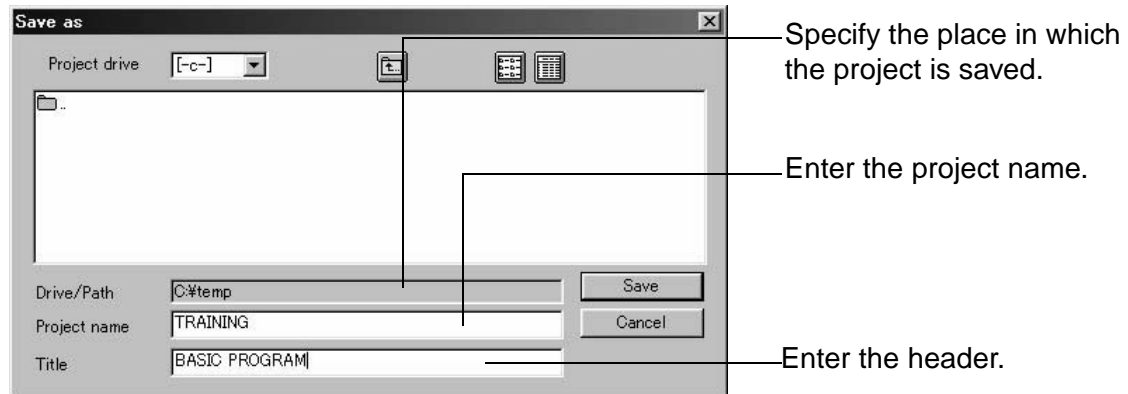 Save as
Project drive [-c-]
..
Drive/Path C:¥temp
Project name TRAINING
Title BASIC PROGRAM
Save
Cancel
Specify the place in which
the project is saved.
Enter the project name.
Enter the header.